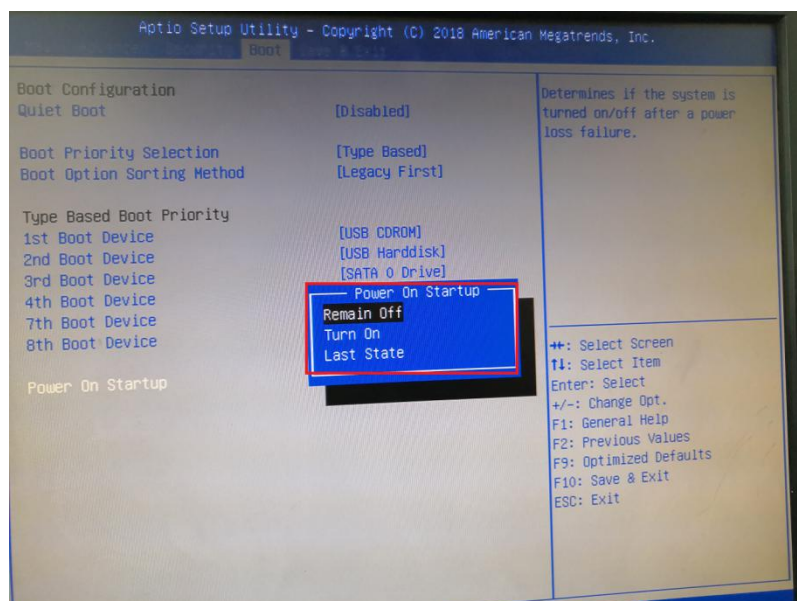 Aptio Setup Utility – Copyright (C) 2018 American Megatrends, Inc.
Security Boot Save & Exit
Boot Configuration
Quiet Boot [Disabled]
Boot Priority Selection [Type Based]
Boot Option Sorting Method [Legacy First]
Type Based Boot Priority
1st Boot Device [USB CDROM]
2nd Boot Device [USB Harddisk]
3rd Boot Device [SATA 0 Drive]
4th Boot Device
7th Boot Device
8th Boot Device
Power On Startup
Power On Startup
Remain Off
Turn On
Last State
Determines if the system is
turned on/off after a power
loss failure.
→←: Select Screen
↑↓: Select Item
Enter: Select
+/-: Change Opt.
F1: General Help
F2: Previous Values
F9: Optimized Defaults
F10: Save & Exit
ESC: Exit